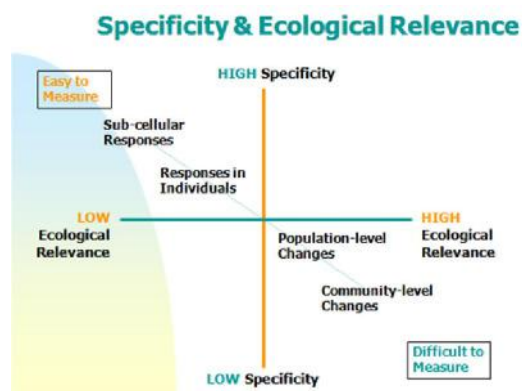 Specificity & Ecological Relevance
Easy to
Measure
HIGH Specificity
Sub-cellular
Responses
Responses in
Individuals
LOW
Ecological
Relevance
HIGH
Ecological
Relevance
Population-level
Changes
Community-level
Changes
Difficult to
Measure
LOW Specificity